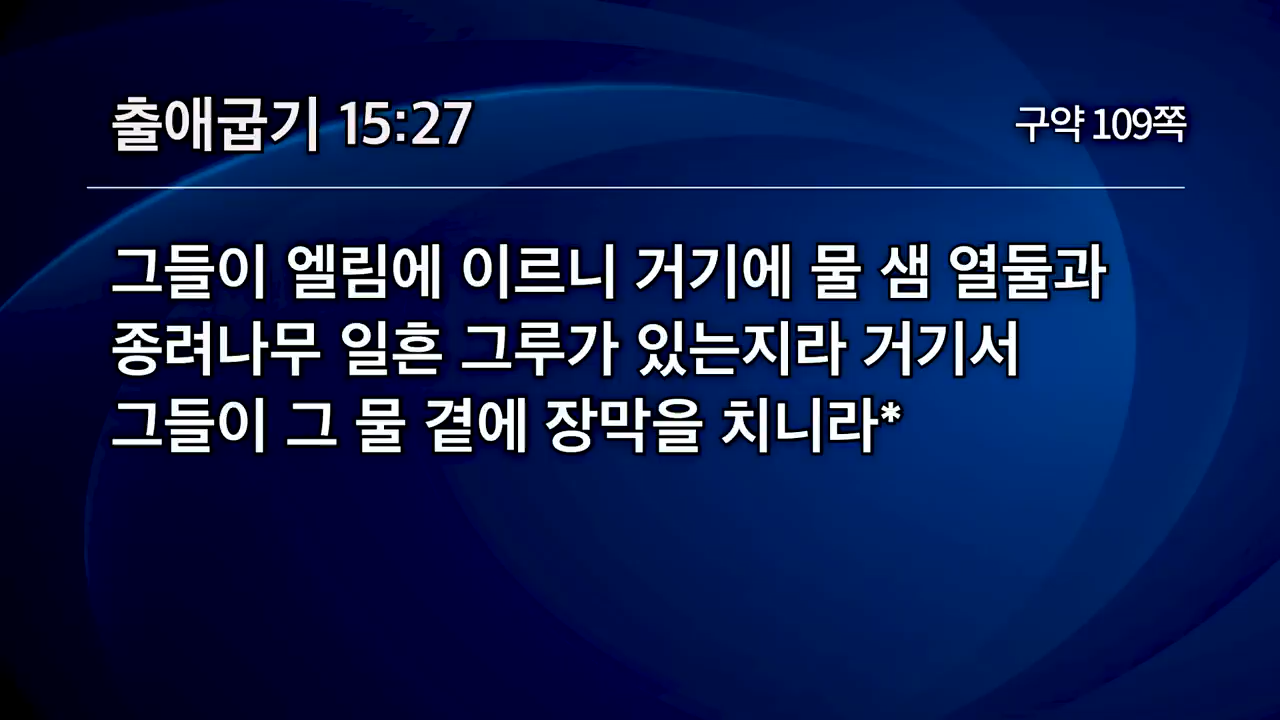 출애굽기 15:27
구약 109쪽
그들이 엘림에 이르니 거기에 물 샘 열둘과
종려나무 일흔 그루가 있는지라 거기서
그들이 그 물 곁에 장막을 치니라*